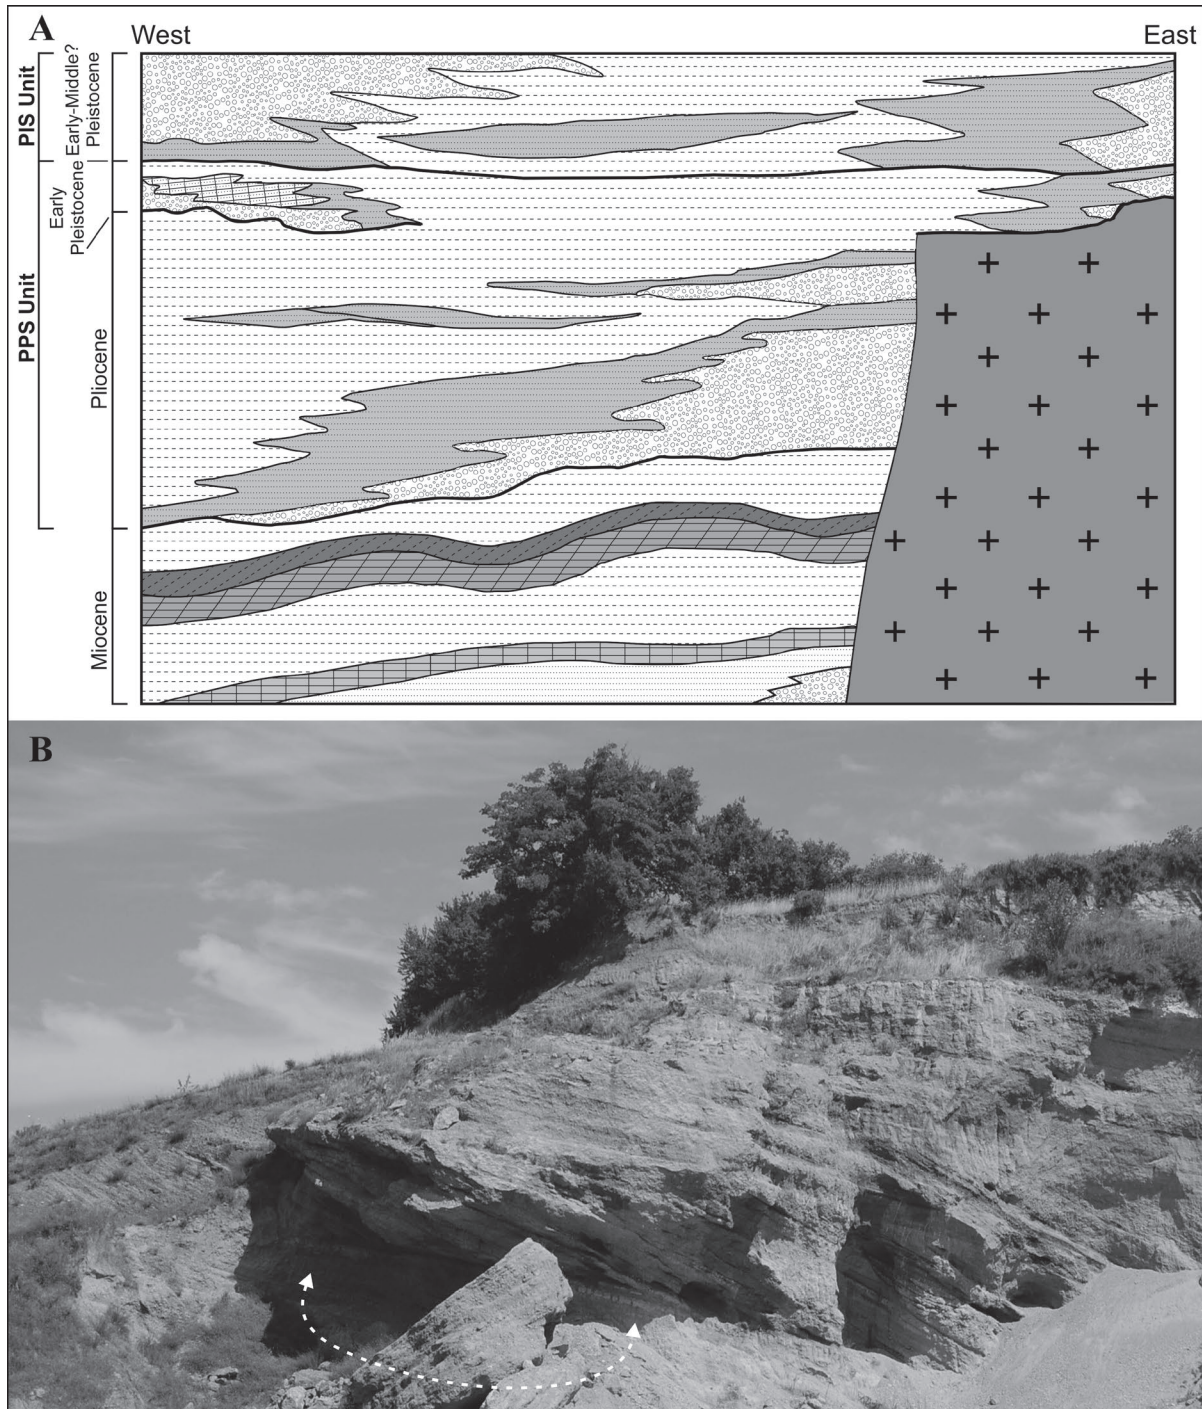 A
West
East
PIS Unit
Early-Middle?
Pleistocene
Early
Pleistocene
PPS Unit
Pliocene
Miocene
B